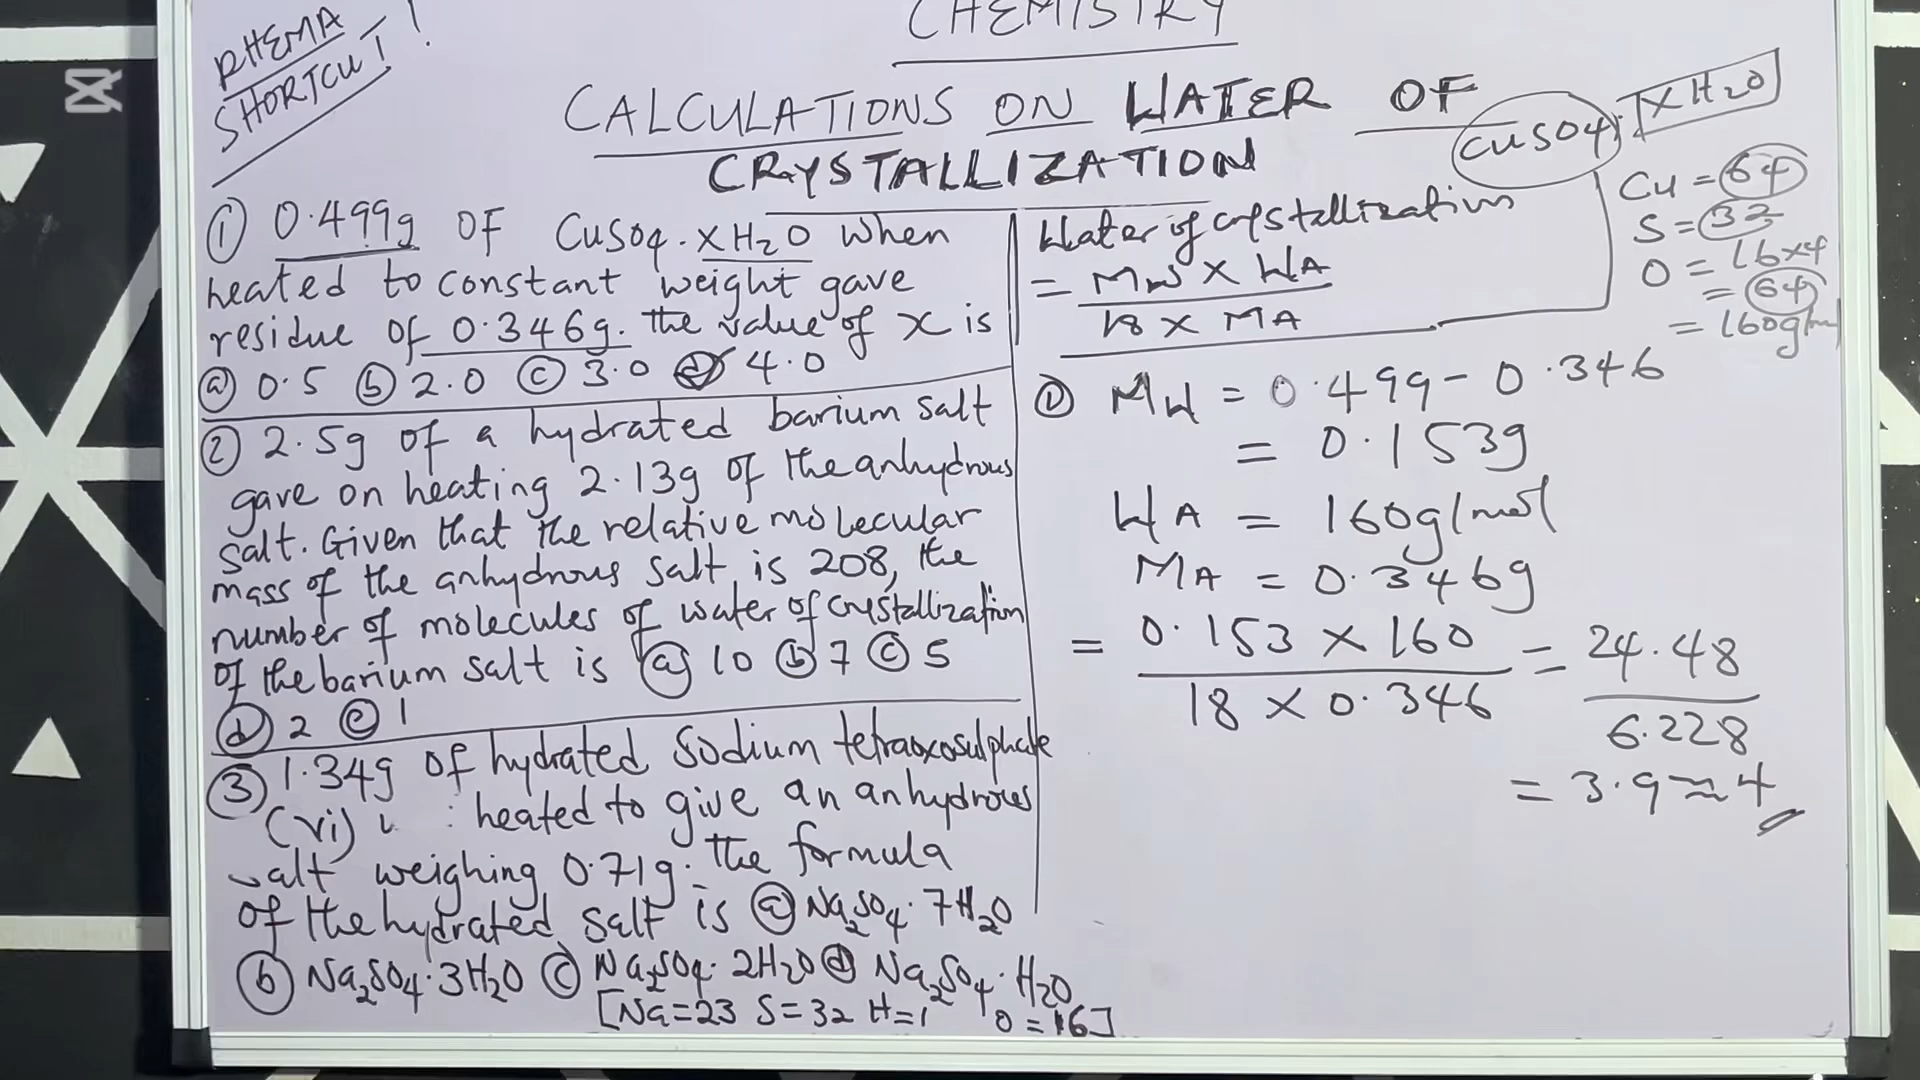 RHEMA
SHORTCUT!
CHEMISTRY
CALCULATIONS ON WATER OF
CRYSTALLIZATION
① 0.499g OF CuSO4.XH2O when
heated to constant weight gave
residue of 0.346g. the value of x is
ⓐ 0.5 ⓑ 2.0 ⓒ 3.0 ⓓ 4.0
② 2.5g of a hydrated barium salt
gave on heating 2.13g of the anhydrous
salt. Given that the relative molecular
mass of the anhydrous salt is 208, the
number of molecules of water of crystallization
of the barium salt is ⓐ 10 ⓑ 7 ⓒ 5
ⓓ 2 ⓔ 1
③ 1.34g of hydrated sodium tetraoxosulphate
(vi) heated to give an anhydrous
salt weighing 0.71g. The formula
of the hydrated salt is ⓐ Na2SO4.7H2O
ⓑ Na2SO4.3H2O ⓒ Na2SO4.2H2O ⓓ Na2SO4.H2O
[Na=23 S=32 H=1 O=16]
CuSO4. XH2O
Cu = 64
S = 32
O = 16x4
= 64
= 160g/m
Water of crystallization
= MW X WA
18 X MA
① MW = 0.499 - 0.346
= 0.153g
WA = 160g/mol
MA = 0.346g
= 0.153 X 160 = 24.48
18 X 0.346 6.228
= 3.9 ≈ 4